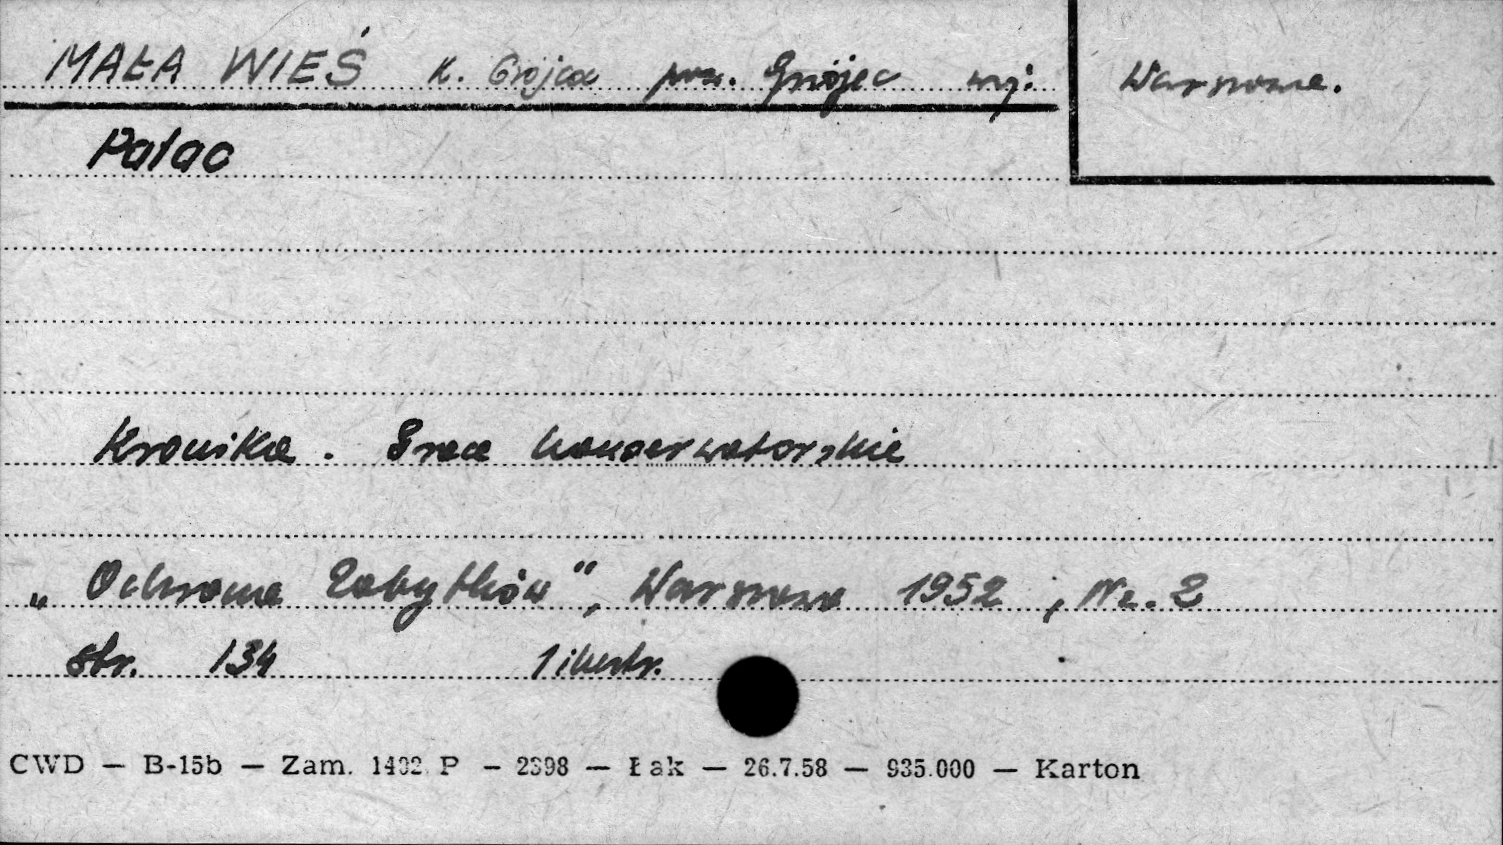 MAŁA WIEŚ k. Grójca pow. Grójec woj: Warszawa.
Pałac
Kronika. Prace konserwatorskie
„Ochrona Zabytków”, Warszawa 1952, Nr. 2
str. 134 1 ilustr.
CWD — B-15b — Zam. 1402 P — 2398 — Łak — 26.7.58 — 935.000 — Karton